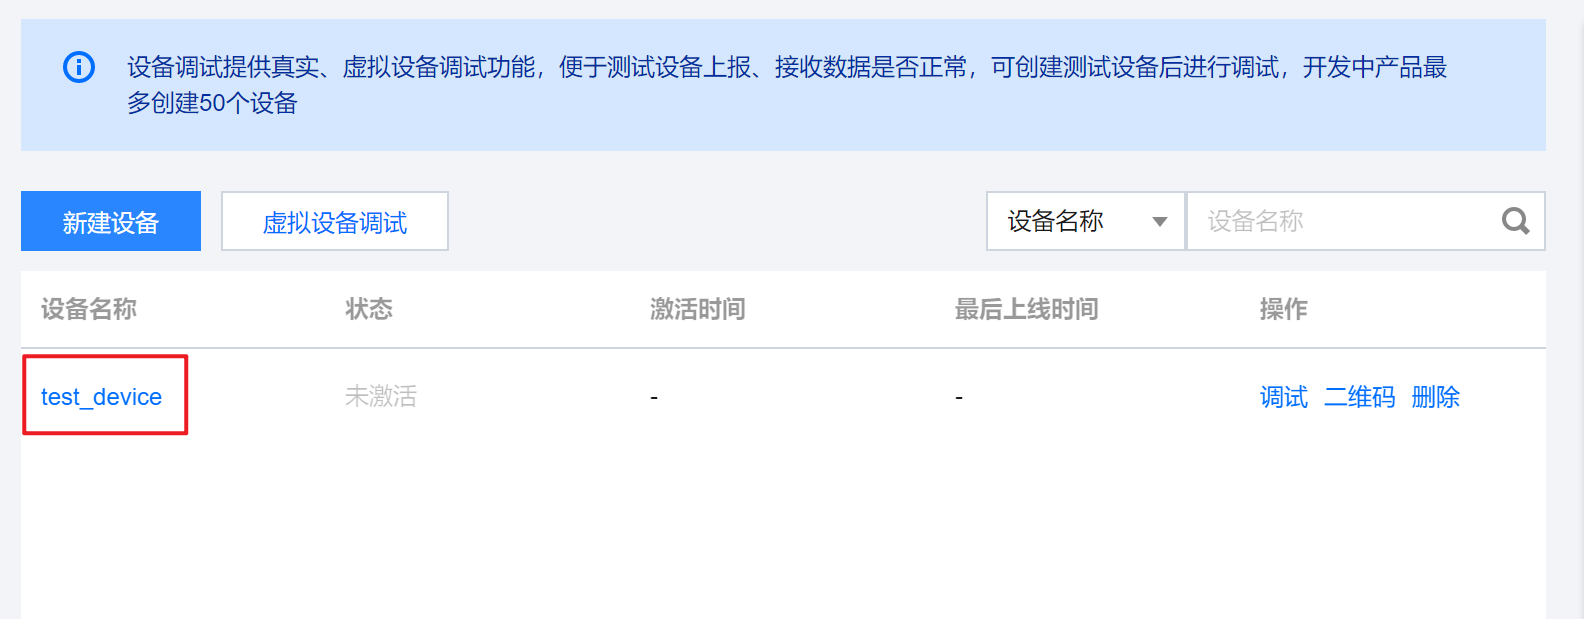 设备调试提供真实、虚拟设备调试功能，便于测试设备上报、接收数据是否正常，可创建测试设备后进行调试，开发中产品最
多创建50个设备
新建设备 虚拟设备调试 设备名称 设备名称
设备名称 状态 激活时间 最后上线时间 操作
test_device 未激活 - - 调试 二维码 删除